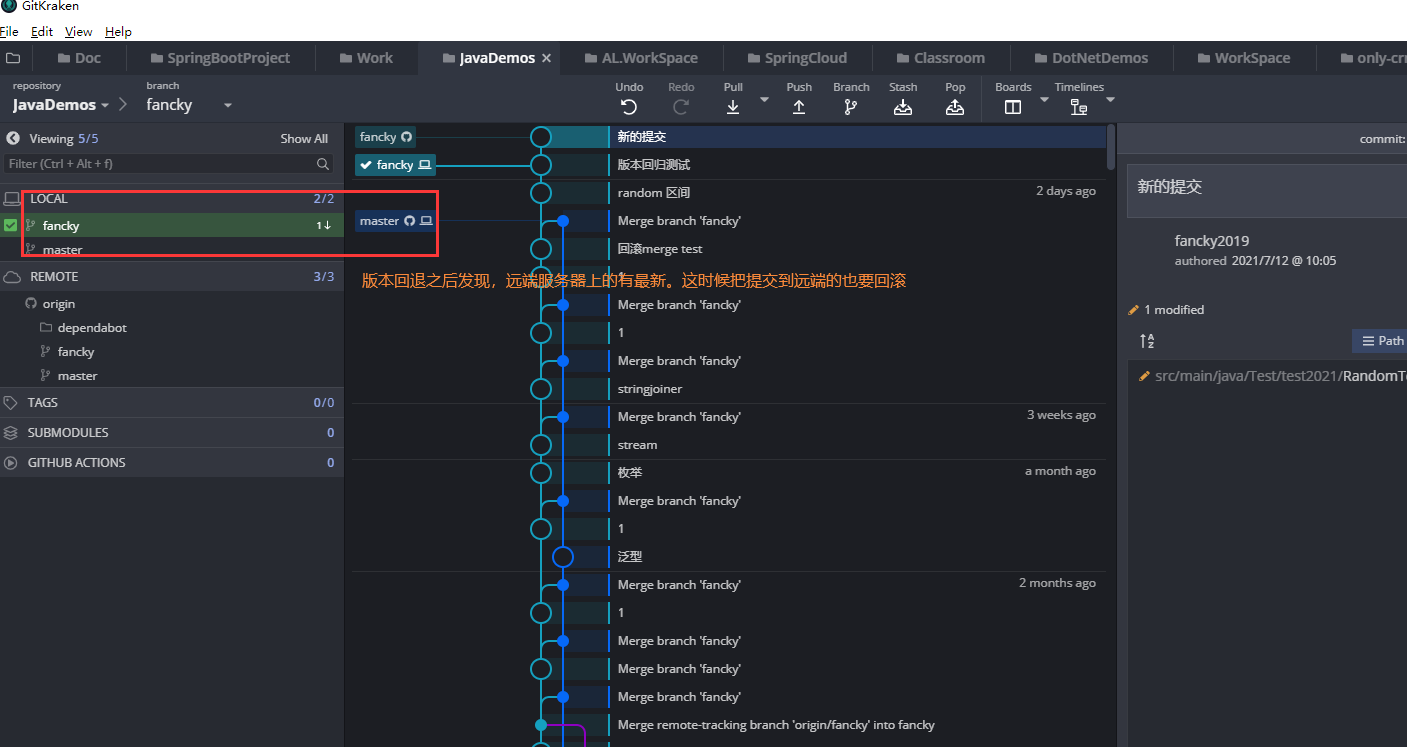 GitKraken
File Edit View Help
Doc SpringBootProject Work JavaDemos AL.WorkSpace SpringCloud Classroom DotNetDemos WorkSpace
repository branch
JavaDemos fancky
Undo Redo Pull Push Branch Stash Pop Boards Timelines
Viewing 5/5 Show All
Filter (Ctrl + Alt + f)
LOCAL 2/2
fancky 1↓
master
REMOTE 3/3
origin
dependabot
fancky
master
TAGS 0/0
SUBMODULES 0
GITHUB ACTIONS 0
fancky 新的提交
fancky 版本回归测试
random 区间 2 days ago
master Merge branch 'fancky'
回滚merge test
1
版本回退之后发现，远端服务器上的有最新。这时候把提交到远端的也要回滚
Merge branch 'fancky'
1
Merge branch 'fancky'
stringjoiner
Merge branch 'fancky' 3 weeks ago
stream
枚举 a month ago
Merge branch 'fancky'
1
泛型
Merge branch 'fancky' 2 months ago
1
Merge branch 'fancky'
Merge branch 'fancky'
Merge branch 'fancky'
Merge remote-tracking branch 'origin/fancky' into fancky
commit:
新的提交
fancky2019
authored 2021/7/12 @ 10:05
1 modified
Path
src/main/java/Test/test2021/